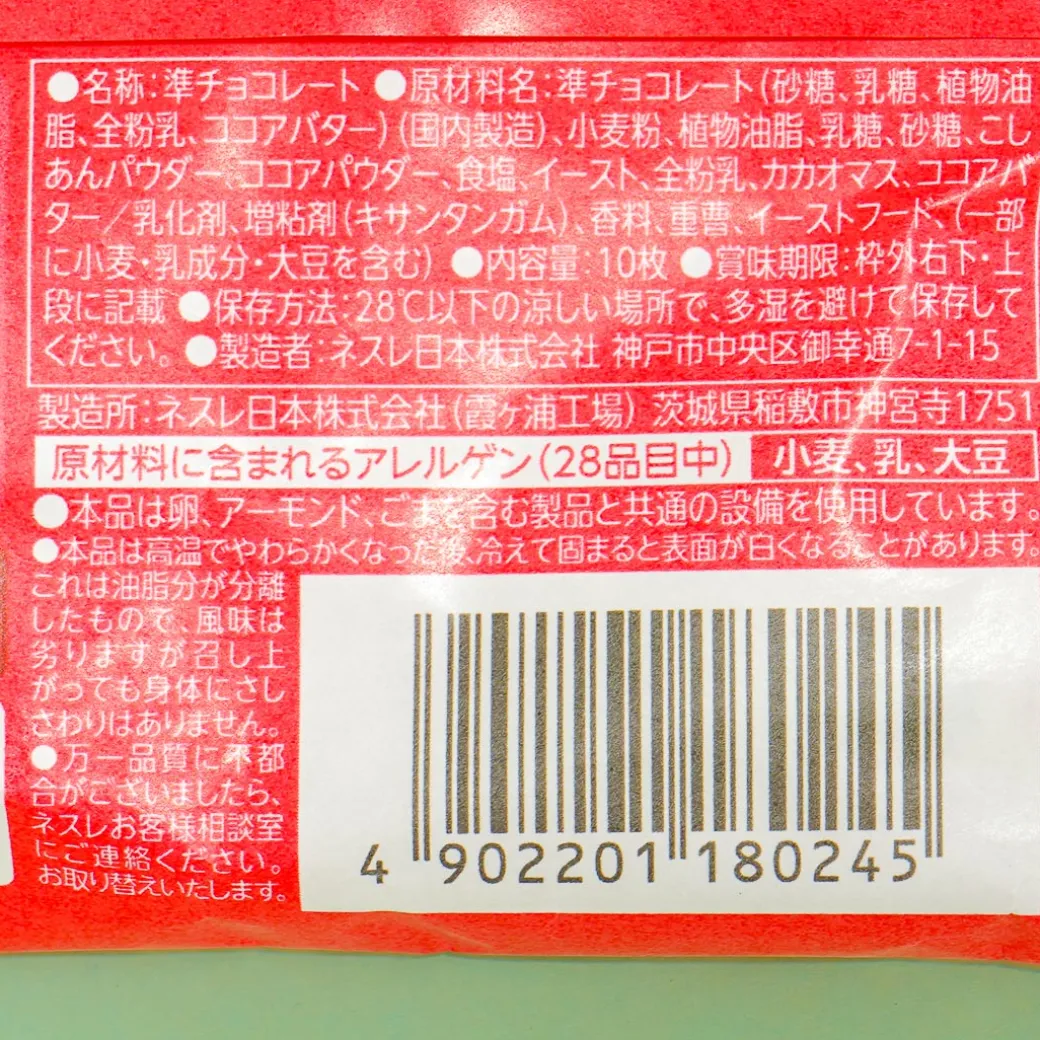 ●名称:準チョコレート ●原材料名:準チョコレート(砂糖、乳糖、植物油
脂、全粉乳、ココアバター)(国内製造)、小麦粉、植物油脂、乳糖、砂糖、こし
あんパウダー、ココアパウダー、食塩、イースト、全粉乳、カカオマス、ココアバ
ター/乳化剤、増粘剤(キサンタンガム)、香料、重曹、イーストフード、(一部
に小麦・乳成分・大豆を含む) ●内容量:10枚 ●賞味期限:枠外右下・上
段に記載 ●保存方法:28℃以下の涼しい場所で、多湿を避けて保存して
ください。 ●製造者:ネスレ日本株式会社 神戸市中央区御幸通7-1-15
製造所:ネスレ日本株式会社(霞ヶ浦工場) 茨城県稲敷市神宮寺1751
原材料に含まれるアレルゲン(28品目中) 小麦、乳、大豆
●本品は卵、アーモンド、ごまを含む製品と共通の設備を使用しています。
●本品は高温でやわらかくなった後、冷えて固まると表面が白くなることがあります。
これは油脂分が分離
したもので、風味は
劣りますが召し上
がっても身体にさし
さわりはありません。
●万一品質に不都
合がございましたら、
ネスレお客様相談室
にご連絡ください。
お取り替えいたします。
4 902201 180245